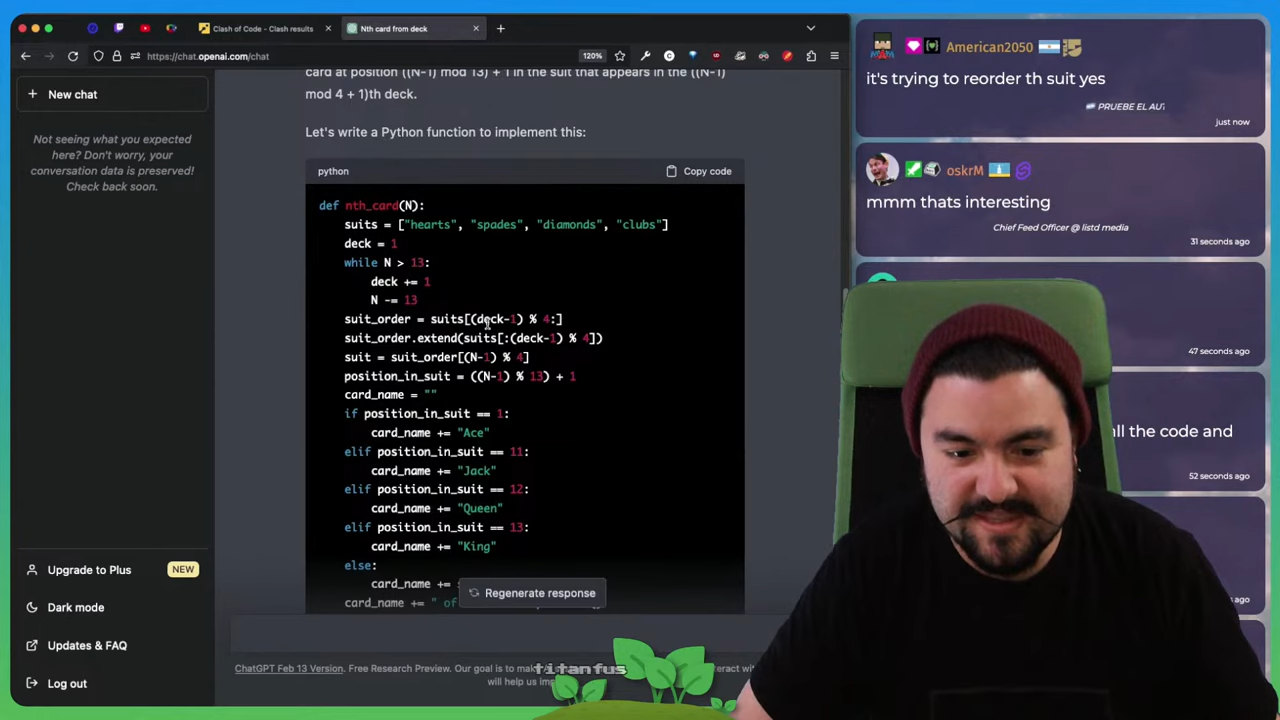 Clash of Code - Clash results
Nth card from deck
https://chat.openai.com/chat
120%
New chat
Not seeing what you expected
here? Don't worry, your
conversation data is preserved!
Check back soon.
Upgrade to Plus
NEW
Dark mode
Updates & FAQ
Log out
card at position ((N-1) mod 13) + 1 in the suit that appears in the ((N-1)
mod 4 + 1)th deck.
Let's write a Python function to implement this:
python
Copy code
def nth_card(N):
suits = ["hearts", "spades", "diamonds", "clubs"]
deck = 1
while N > 13:
deck += 1
N -= 13
suit_order = suits[(deck-1) % 4:]
suit_order.extend(suits[:(deck-1) % 4])
suit = suit_order[(N-1) % 4]
position_in_suit = ((N-1) % 13) + 1
card_name = ""
if position_in_suit == 1:
card_name += "Ace"
elif position_in_suit == 11:
card_name += "Jack"
elif position_in_suit == 12:
card_name += "Queen"
elif position_in_suit == 13:
card_name += "King"
else:
card_name +=
card_name += " of
Regenerate response
ChatGPT Feb 13 Version. Free Research Preview. Our goal is to
will help us
titanfus
American2050
it's trying to reorder th suit yes
PRUEBE EL
just now
oskrM
mmm thats interesting
Chief Feed Officer @ listd media
31 seconds ago
47 seconds ago
the code and
52 seconds ago